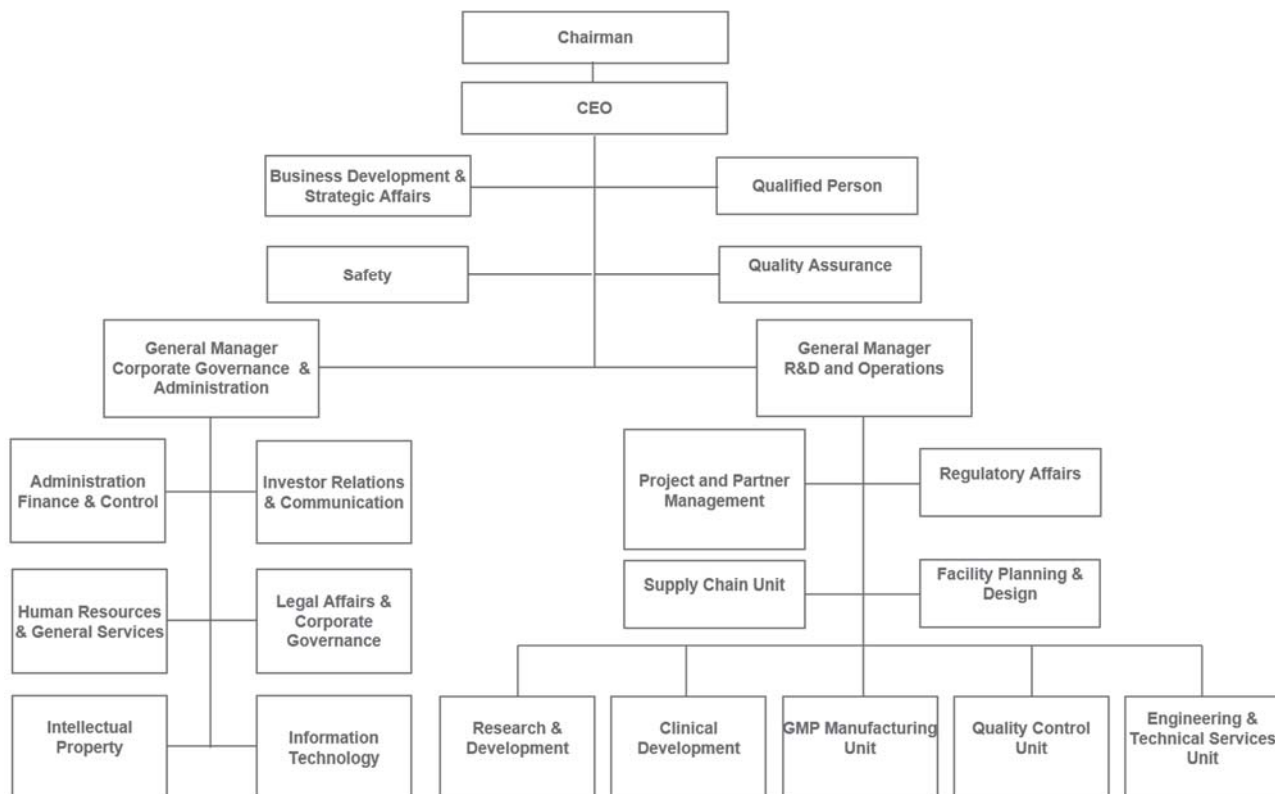 Chairman
CEO
Business Development &
Strategic Affairs
Qualified Person
Safety
Quality Assurance
General Manager
Corporate Governance &
Administration
General Manager
R&D and Operations
Administration
Finance & Control
Investor Relations
& Communication
Project and Partner
Management
Regulatory Affairs
Human Resources
& General Services
Legal Affairs &
Corporate
Governance
Supply Chain Unit
Facility Planning &
Design
Intellectual
Property
Information
Technology
Research &
Development
Clinical
Development
GMP Manufacturing
Unit
Quality Control
Unit
Engineering &
Technical Services
Unit